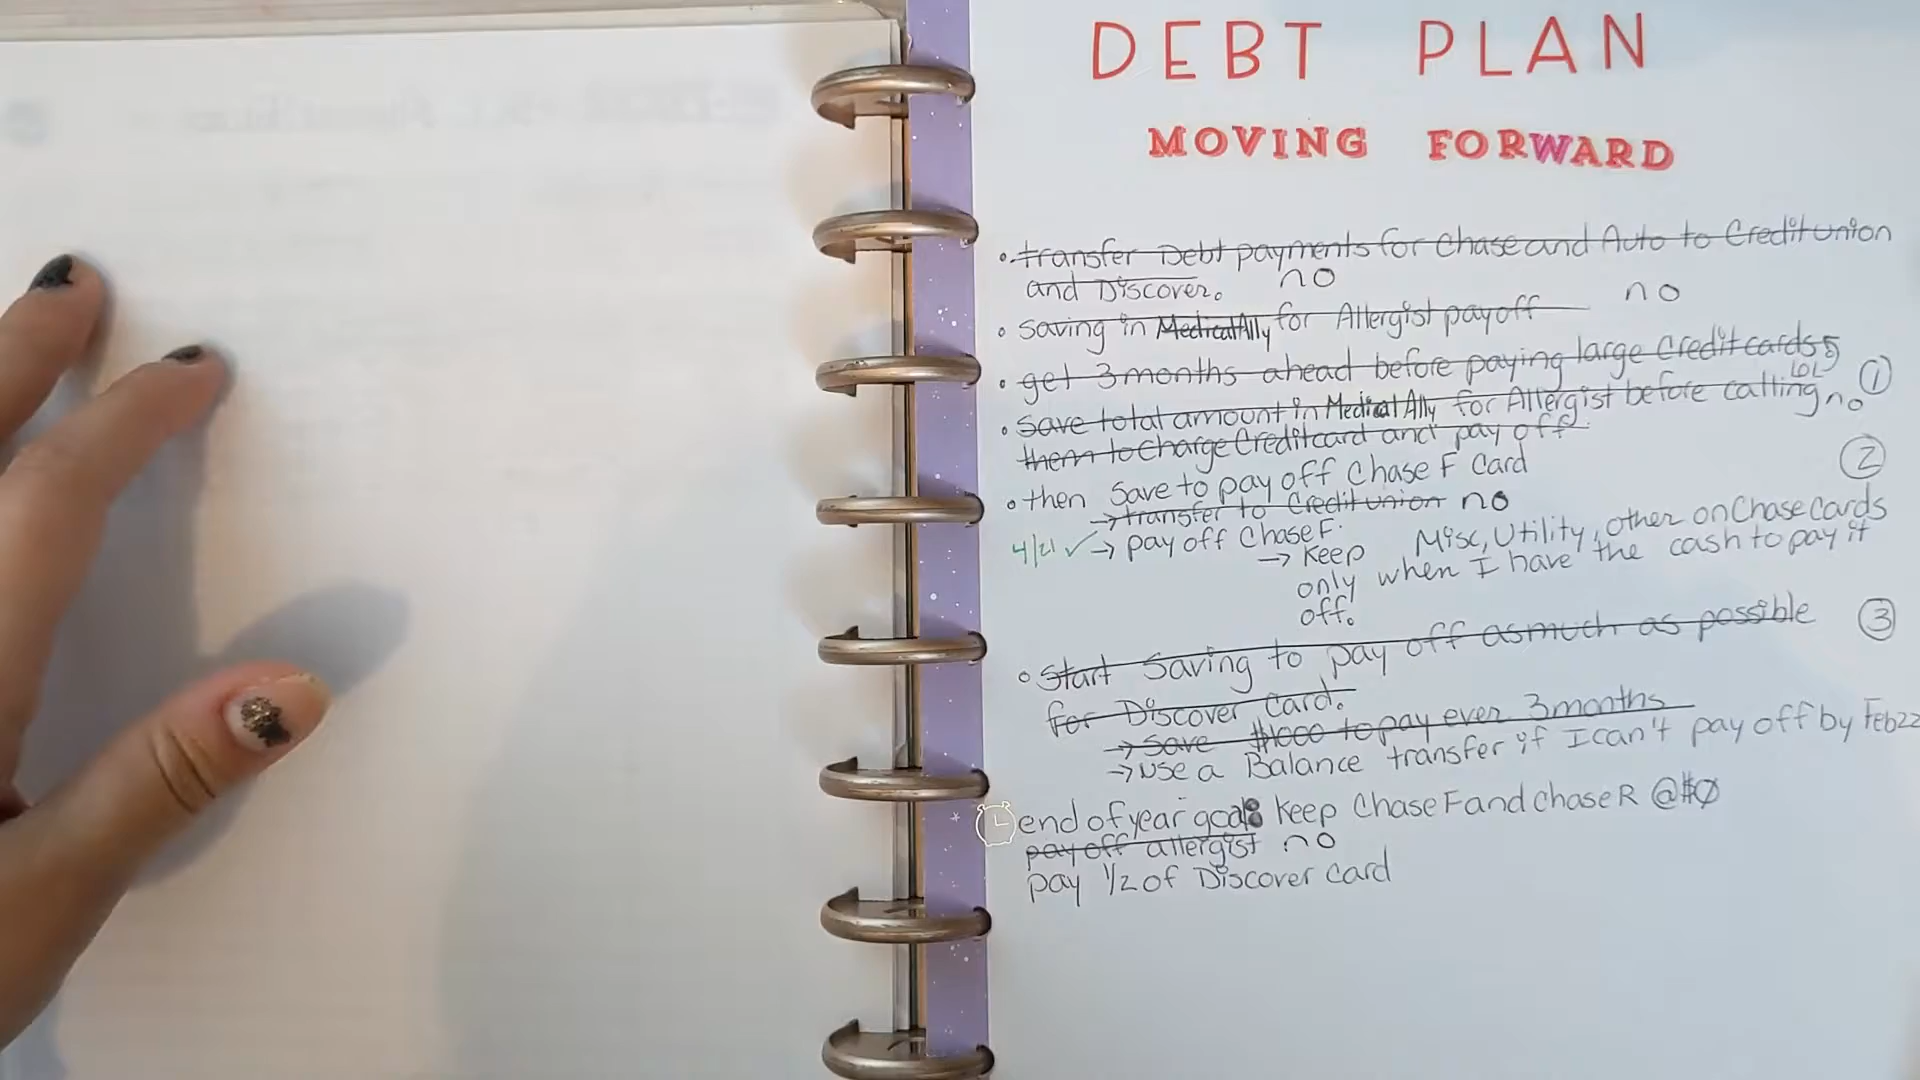 DEBT PLAN
MOVING FORWARD
• transfer Debt payments for Chase and Auto to Credit union
and Discover. no
no
• Saving in Medical Ally for Allergist payoff
• get 3 months ahead before paying large Credit cards
LOL ①
• Save total amount in Medical Ally for Allergist before calling no
them to Charge Credit card and pay off.
②
• then Save to pay off Chase F Card
→ transfer to Credit union no
4/21 ✓ → pay off Chase F.
→ Keep Misc, Utility, other on Chase Cards
only when I have the cash to pay it
off.
• Start Saving to pay off as much as possible ③
for Discover Card.
→ Save $1000 to pay ever 3 months
→ use a Balance transfer if I can't pay off by Feb 22
end of year goal: Keep Chase F and Chase R @ $0
pay off allergist no
pay 1/2 of Discover card